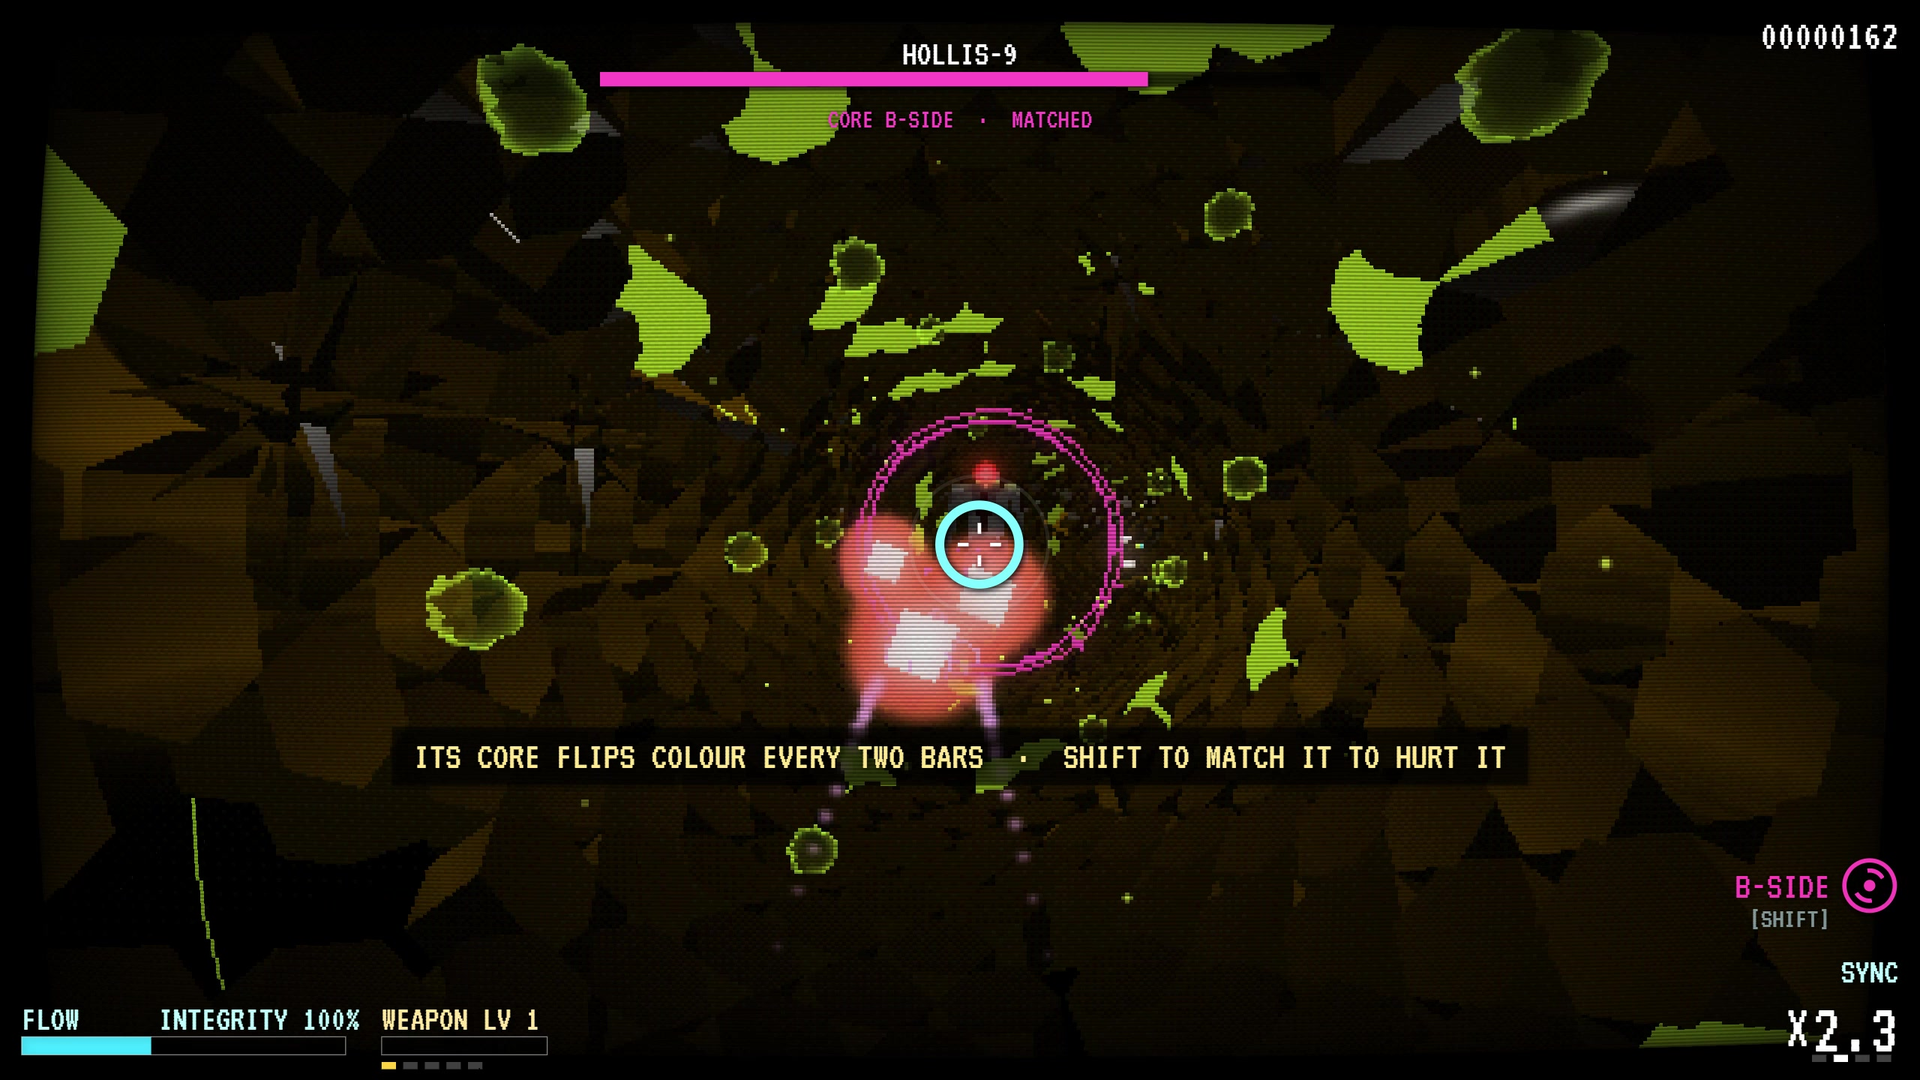 HOLLIS-9
00000162
CORE B-SIDE · MATCHED
ITS CORE FLIPS COLOUR EVERY TWO BARS · SHIFT TO MATCH IT TO HURT IT
B-SIDE
[SHIFT]
SYNC
X2.3
FLOW INTEGRITY 100% WEAPON LV 1